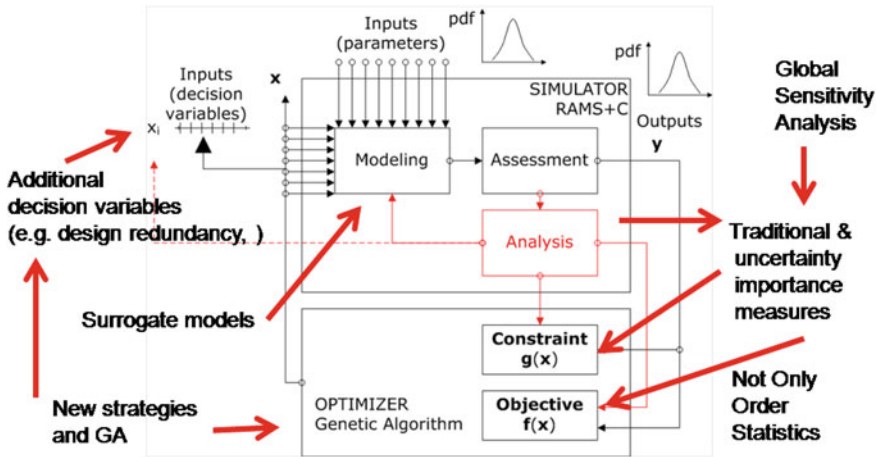 pdf
Inputs
(parameters)
pdf
Inputs
(decision
variables)
x
xi
SIMULATOR
RAMS+C
Outputs
y
Global
Sensitivity
Analysis
Modeling
Assessment
Additional
decision variables
(e.g. design redundancy, )
Analysis
Traditional &
uncertainty
importance
measures
Surrogate models
Constraint
g(x)
New strategies
and GA
OPTIMIZER
Genetic Algorithm
Objective
f(x)
Not Only
Order
Statistics